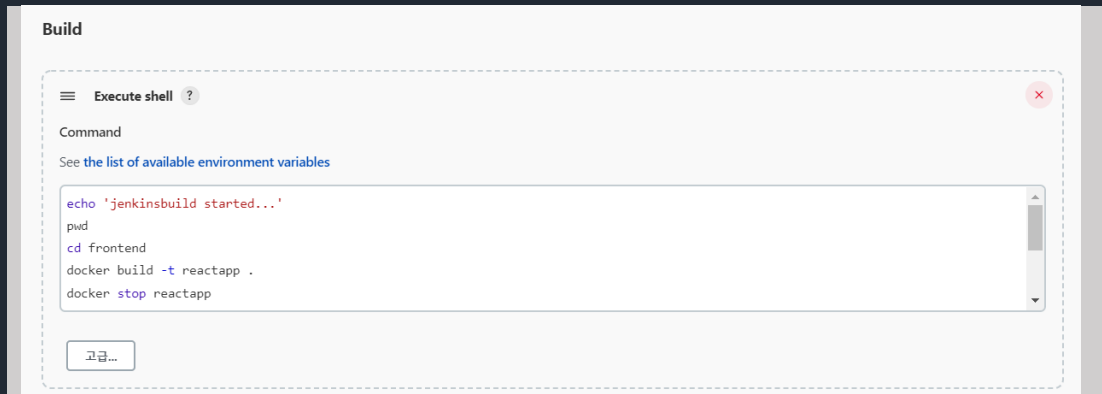 Build
Execute shell ?
Command
See the list of available environment variables
echo 'jenkinsbuild started...'
pwd
cd frontend
docker build -t reactapp .
docker stop reactapp
고급...